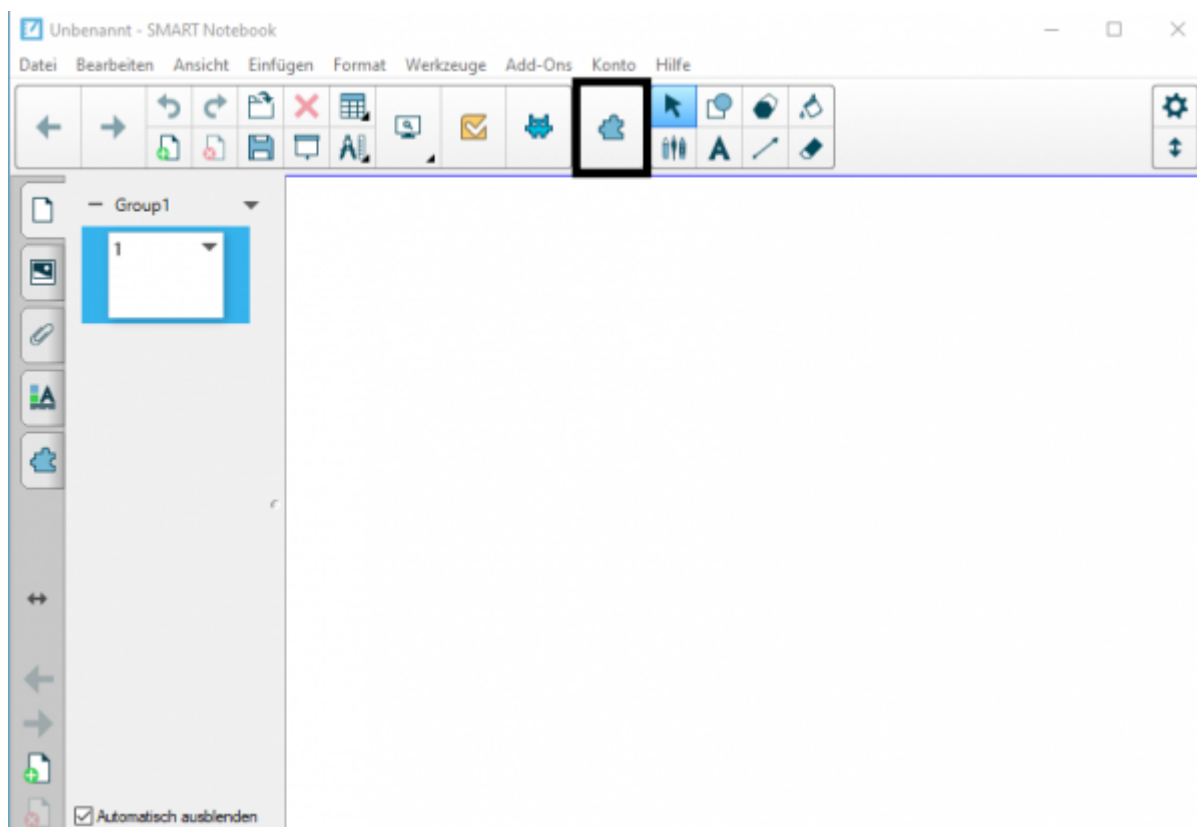 Unbenannt - SMART Notebook
Datei Bearbeiten Ansicht Einfügen Format Werkzeuge Add-Ons Konto Hilfe
Group1
1
Automatisch ausblenden